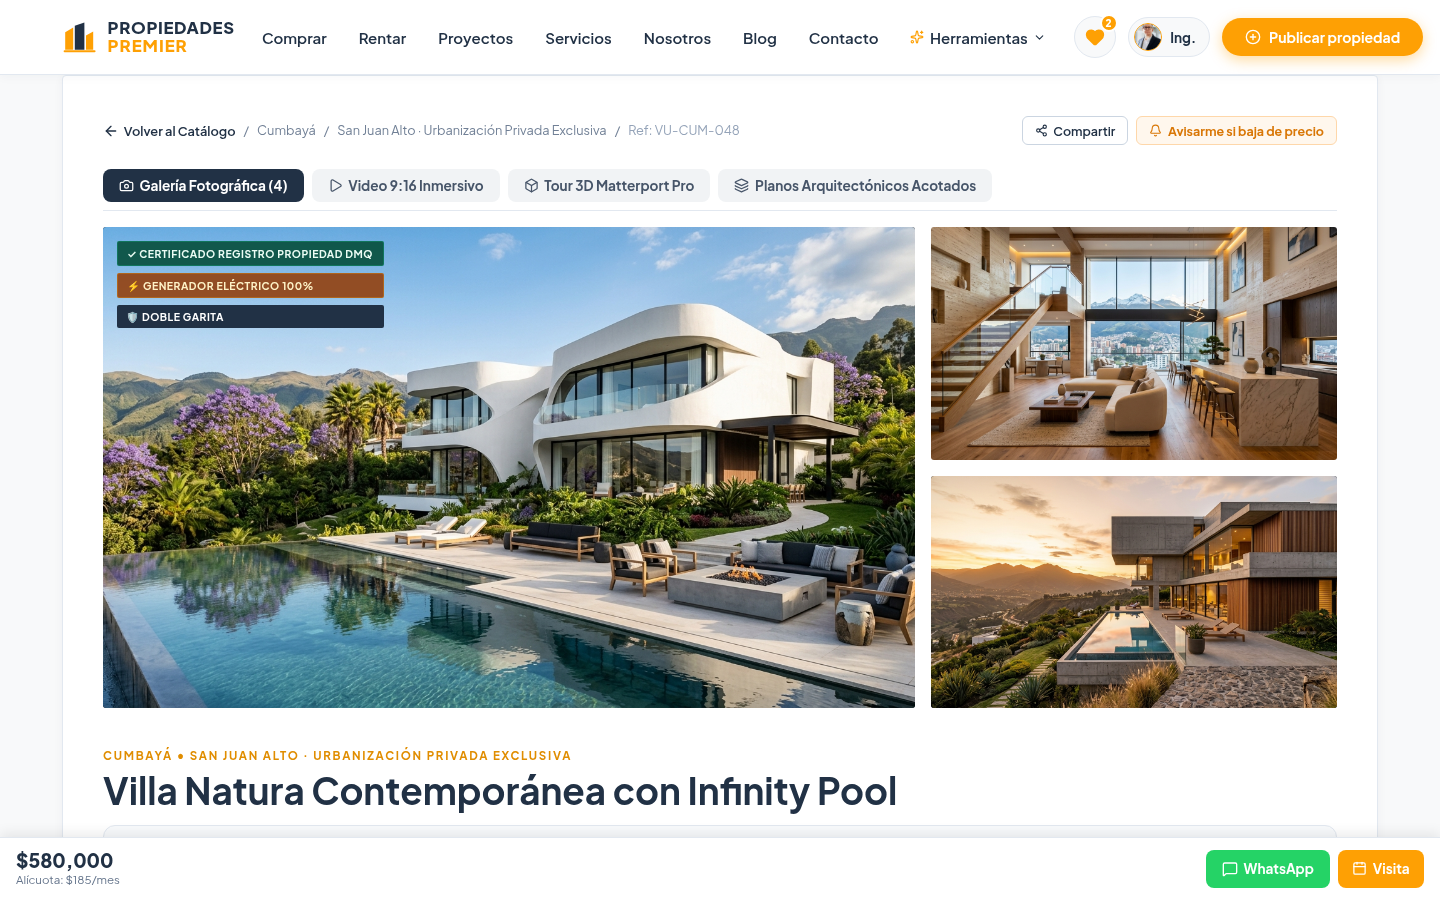 PROPIEDADES
PREMIER
Comprar
Rentar
Proyectos
Servicios
Nosotros
Blog
Contacto
Herramientas
2
Ing.
Publicar propiedad
Volver al Catálogo / Cumbayá / San Juan Alto · Urbanización Privada Exclusiva / Ref: VU-CUM-048
Compartir
Avisarme si baja de precio
Galería Fotográfica (4)
Video 9:16 Inmersivo
Tour 3D Matterport Pro
Planos Arquitectónicos Acotados
✓ CERTIFICADO REGISTRO PROPIEDAD DMQ
⚡ GENERADOR ELÉCTRICO 100%
🛡️ DOBLE GARITA
CUMBAYÁ ● SAN JUAN ALTO · URBANIZACIÓN PRIVADA EXCLUSIVA
Villa Natura Contemporánea con Infinity Pool
$580,000
Alícuota: $185/mes
WhatsApp
Visita